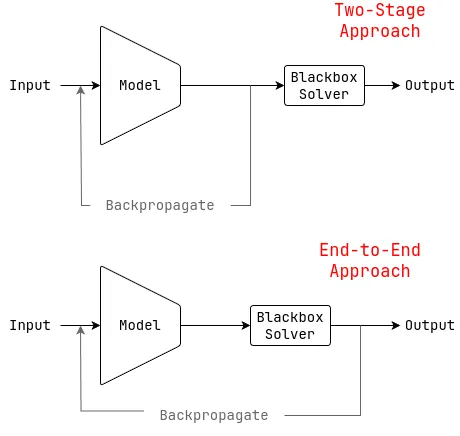 Two-Stage
Approach
Input
Model
Blackbox
Solver
Output
Backpropagate
End-to-End
Approach
Input
Model
Blackbox
Solver
Output
Backpropagate